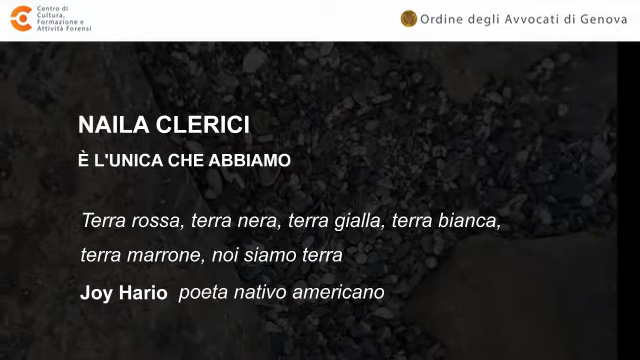 Centro di
Cultura,
Formazione e
Attività Forensi
Ordine degli Avvocati di Genova
NAILA CLERICI
È L'UNICA CHE ABBIAMO
Terra rossa, terra nera, terra gialla, terra bianca,
terra marrone, noi siamo terra
Joy Hario poeta nativo americano